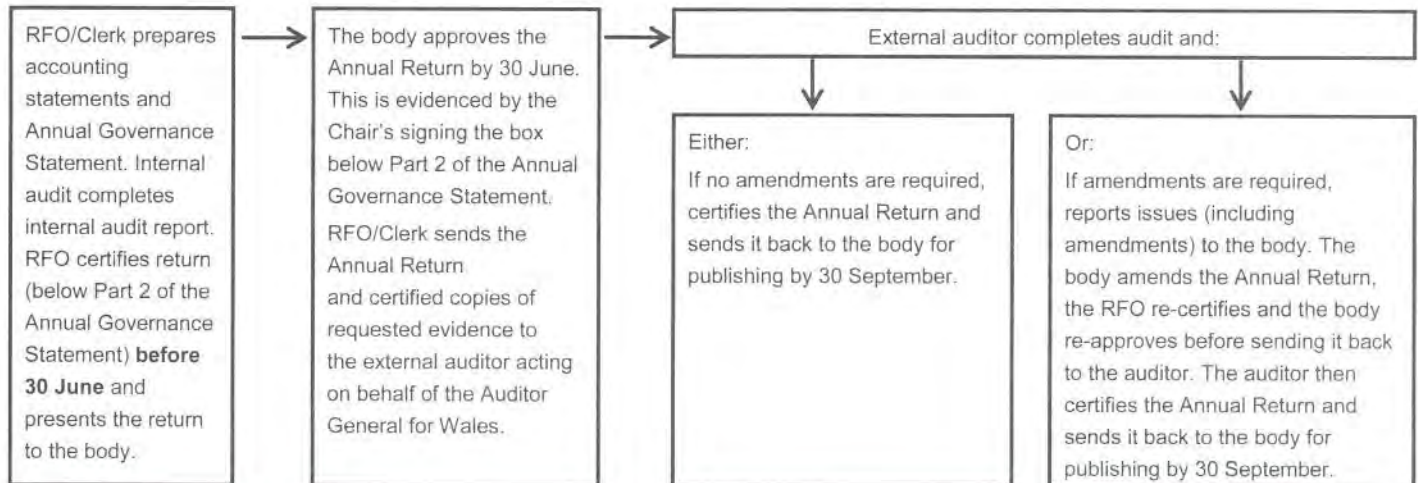 RFO/Clerk prepares
accounting
statements and
Annual Governance
Statement. Internal
audit completes
internal audit report.
RFO certifies return
(below Part 2 of the
Annual Governance
Statement) before
30 June and
presents the return
to the body.
The body approves the
Annual Return by 30 June.
This is evidenced by the
Chair's signing the box
below Part 2 of the Annual
Governance Statement.
RFO/Clerk sends the
Annual Return
and certified copies of
requested evidence to
the external auditor acting
on behalf of the Auditor
General for Wales.
External auditor completes audit and:
Either:
If no amendments are required,
certifies the Annual Return and
sends it back to the body for
publishing by 30 September.
Or:
If amendments are required,
reports issues (including
amendments) to the body. The
body amends the Annual Return,
the RFO re-certifies and the body
re-approves before sending it back
to the auditor. The auditor then
certifies the Annual Return and
sends it back to the body for
publishing by 30 September.